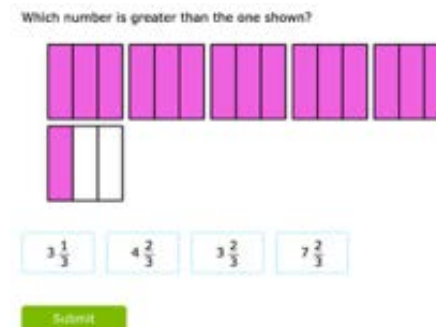 Which number is greater than the one shown?
3 1/3 4 2/3 3 2/3 7 2/3
Submit